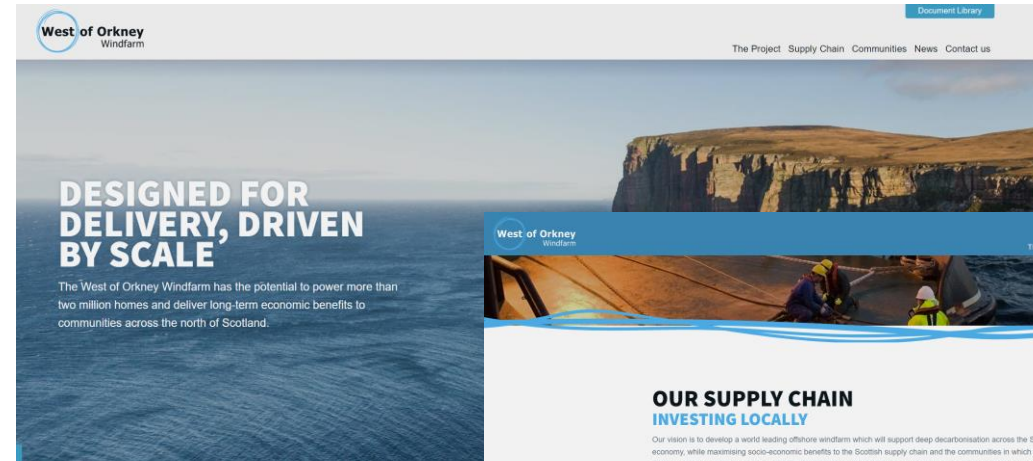 Document Library
West of Orkney
Windfarm
The Project Supply Chain Communities News Contact us
DESIGNED FOR
DELIVERY, DRIVEN
BY SCALE
The West of Orkney Windfarm has the potential to power more than
two million homes and deliver long-term economic benefits to
communities across the north of Scotland.
West of Orkney
Windfarm
OUR SUPPLY CHAIN
INVESTING LOCALLY
Our vision is to develop a world leading offshore windfarm which will support deep decarbonisation across the
economy, while maximising socio-economic benefits to the Scottish supply chain and the communities in which